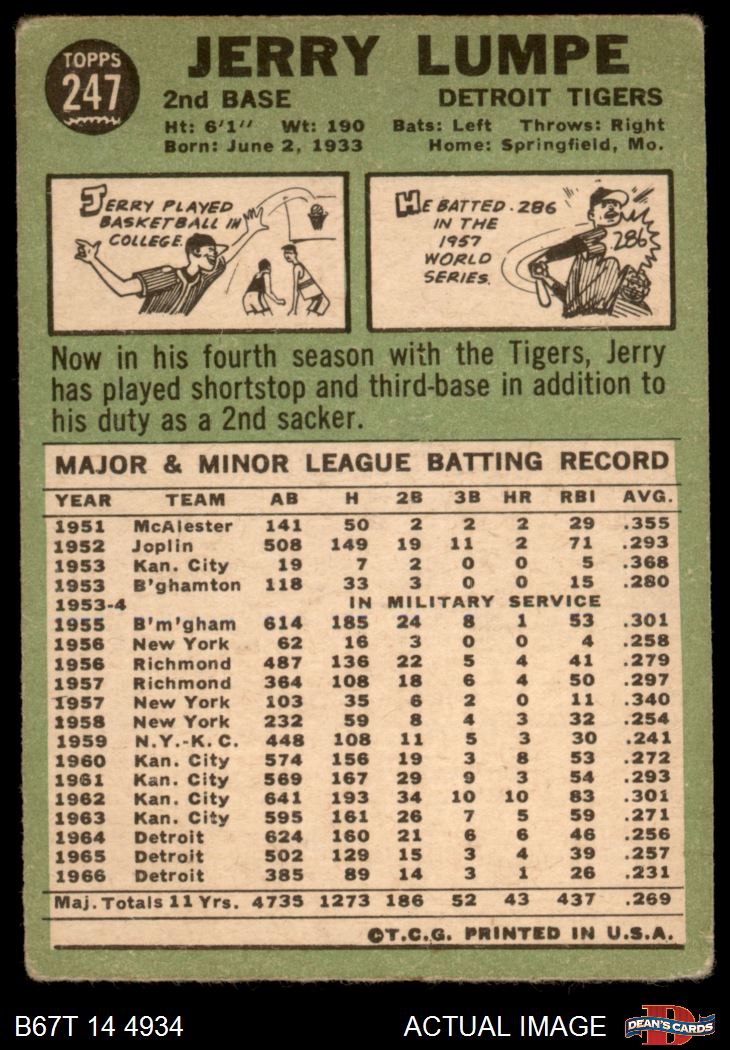 TOPPS
247
JERRY LUMPE
2nd BASE DETROIT TIGERS
Ht: 6'1" Wt: 190 Bats: Left Throws: Right
Born: June 2, 1933 Home: Springfield, Mo.
JERRY PLAYED
BASKETBALL IN
COLLEGE.
HE BATTED .286
IN THE
1957
WORLD
SERIES.
286
Now in his fourth season with the Tigers, Jerry
has played shortstop and third-base in addition to
his duty as a 2nd sacker.
MAJOR & MINOR LEAGUE BATTING RECORD
YEAR TEAM AB H 2B 3B HR RBI AVG.
1951 McAlester 141 50 2 2 2 29 .355
1952 Joplin 508 149 19 11 2 71 .293
1953 Kan. City 19 7 2 0 0 5 .368
1953 B'ghamton 118 33 3 0 0 15 .280
1953-4 IN MILITARY SERVICE
1955 B'm'gham 614 185 24 8 1 53 .301
1956 New York 62 16 3 0 0 4 .258
1956 Richmond 487 136 22 5 4 41 .279
1957 Richmond 364 108 18 6 4 50 .297
1957 New York 103 35 6 2 0 11 .340
1958 New York 232 59 8 4 3 32 .254
1959 N.Y.-K.C. 448 108 11 5 3 30 .241
1960 Kan. City 574 156 19 3 8 53 .272
1961 Kan. City 569 167 29 9 3 54 .293
1962 Kan. City 641 193 34 10 10 83 .301
1963 Kan. City 595 161 26 7 5 59 .271
1964 Detroit 624 160 21 6 6 46 .256
1965 Detroit 502 129 15 3 4 39 .257
1966 Detroit 385 89 14 3 1 26 .231
Maj. Totals 11 Yrs. 4735 1273 186 52 43 437 .269
©T.C.G. PRINTED IN U.S.A.
B67T 14 4934 ACTUAL IMAGE
D
DEAN'S CARDS